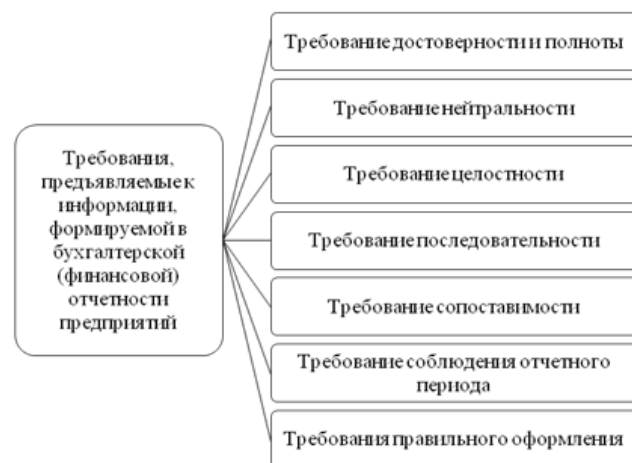 Требования,
предъявляемые к
информации,
формируемой в
бухгалтерской
(финансовой)
отчетности
предприятий
Требование достоверности и полноты
Требование нейтральности
Требование целостности
Требование последовательности
Требование сопоставимости
Требование соблюдения отчетного
периода
Требования правильного оформления